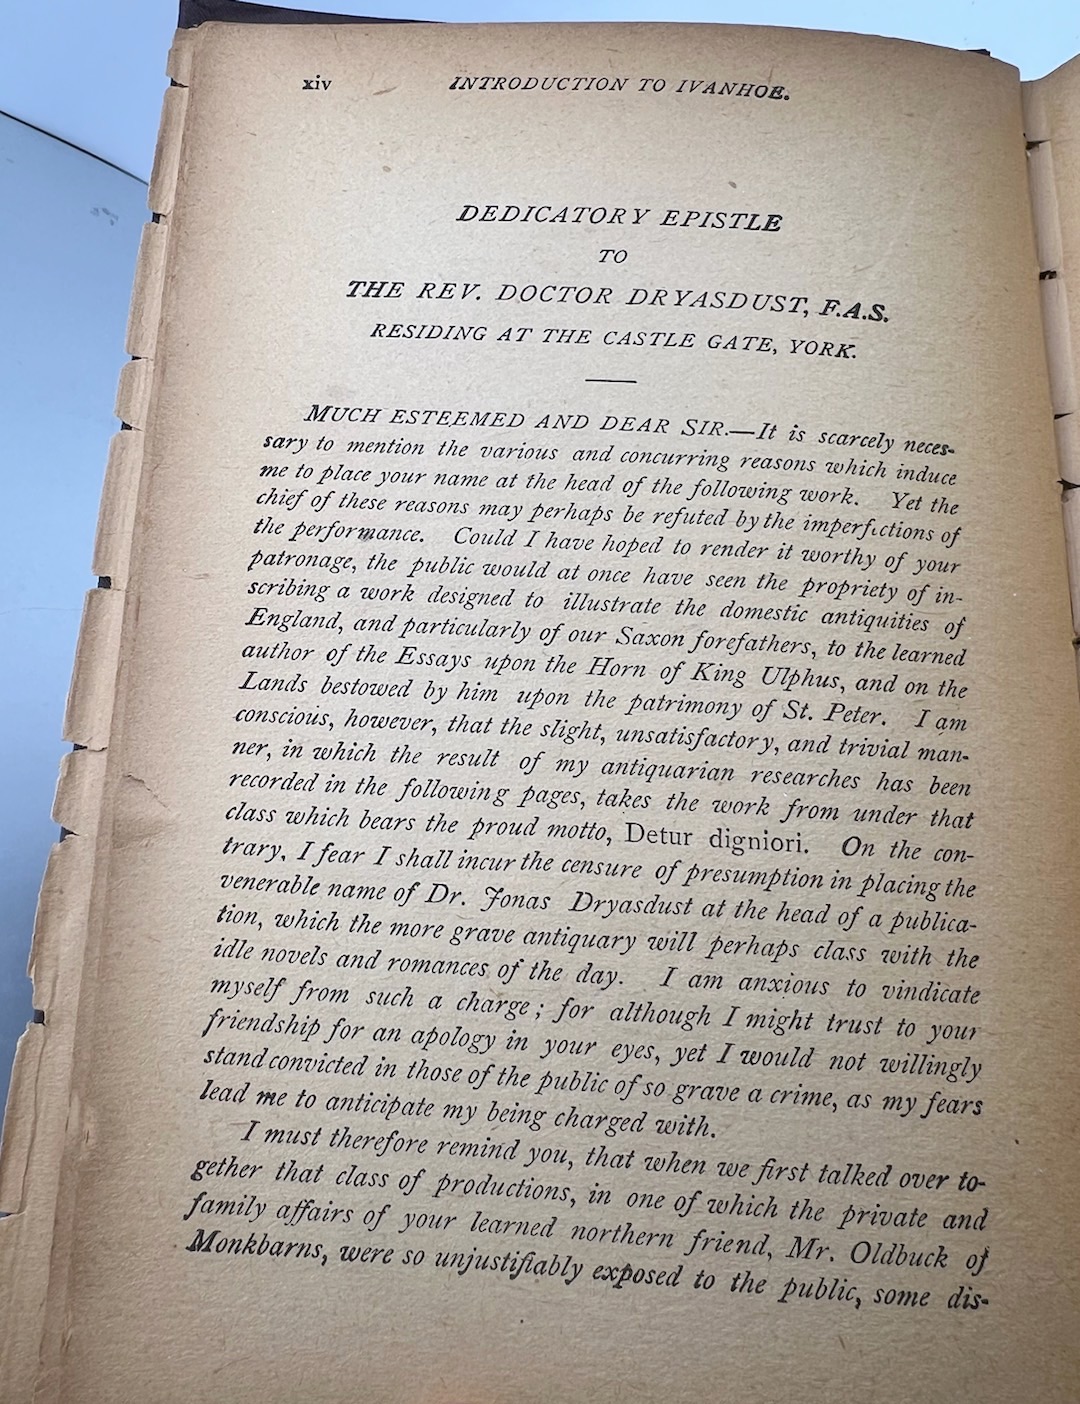 xiv INTRODUCTION TO IVANHOE.
DEDICATORY EPISTLE
TO
THE REV. DOCTOR DRYASDUST, F.A.S.
RESIDING AT THE CASTLE GATE, YORK.
MUCH ESTEEMED AND DEAR SIR.—It is scarcely neces-
sary to mention the various and concurring reasons which induce
me to place your name at the head of the following work. Yet the
chief of these reasons may perhaps be refuted by the imperfections of
the performance. Could I have hoped to render it worthy of your
patronage, the public would at once have seen the propriety of in-
scribing a work designed to illustrate the domestic antiquities of
England, and particularly of our Saxon forefathers, to the learned
author of the Essays upon the Horn of King Ulphus, and on the
Lands bestowed by him upon the patrimony of St. Peter. I am
conscious, however, that the slight, unsatisfactory, and trivial man-
ner, in which the result of my antiquarian researches has been
recorded in the following pages, takes the work from under that
class which bears the proud motto, Detur digniori. On the con-
trary, I fear I shall incur the censure of presumption in placing the
venerable name of Dr. Jonas Dryasdust at the head of a publica-
tion, which the more grave antiquary will perhaps class with the
idle novels and romances of the day. I am anxious to vindicate
myself from such a charge; for although I might trust to your
friendship for an apology in your eyes, yet I would not willingly
stand convicted in those of the public of so grave a crime, as my fears
lead me to anticipate my being charged with.
I must therefore remind you, that when we first talked over to-
gether that class of productions, in one of which the private and
family affairs of your learned northern friend, Mr. Oldbuck of
Monkbarns, were so unjustifiably exposed to the public, some dis-